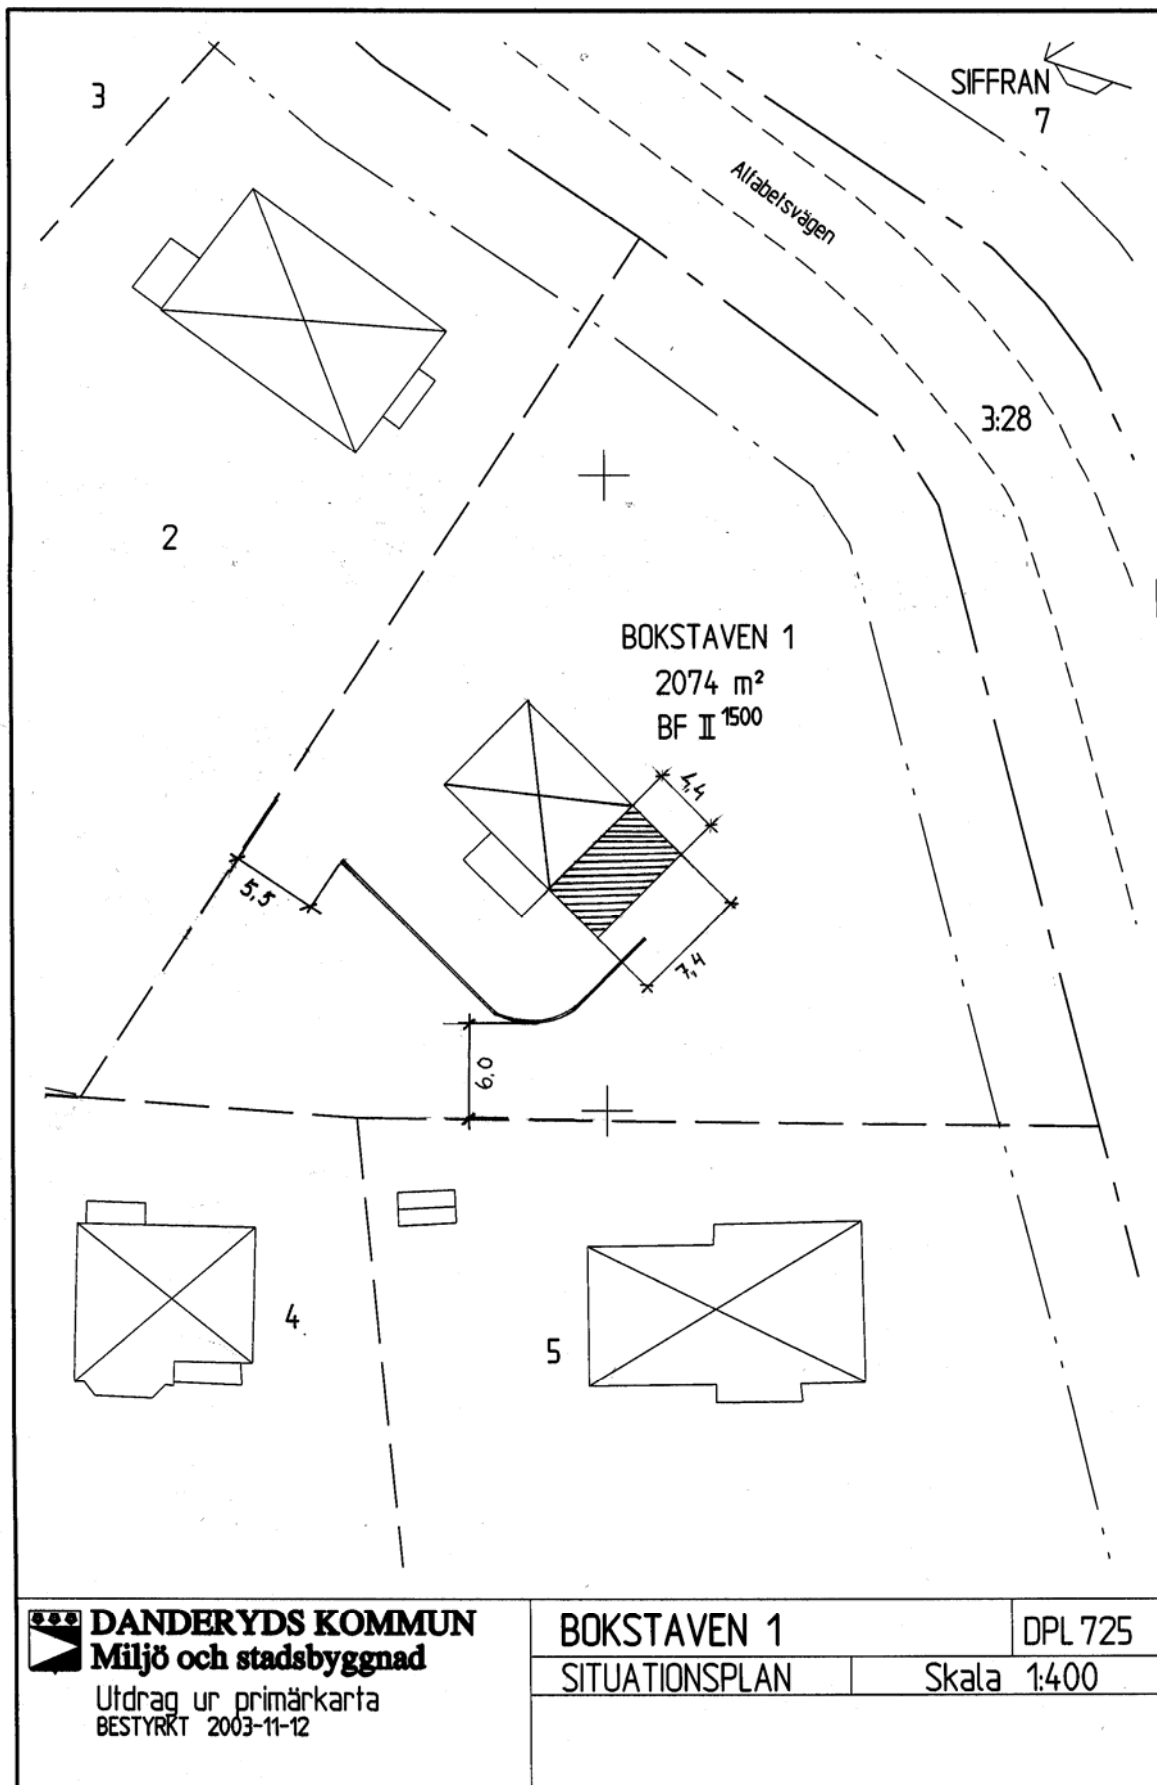 3
SIFFRAN
7
Alfabetsvägen
3:28
2
BOKSTAVEN 1
2074 m²
BF II 1500
4,4
5,5
7,4
6,0
4
5
DANDERYDS KOMMUN
Miljö och stadsbyggnad
Utdrag ur primärkarta
BESTYRKT 2003-11-12
BOKSTAVEN 1
DPL 725
SITUATIONSPLAN
Skala 1:400